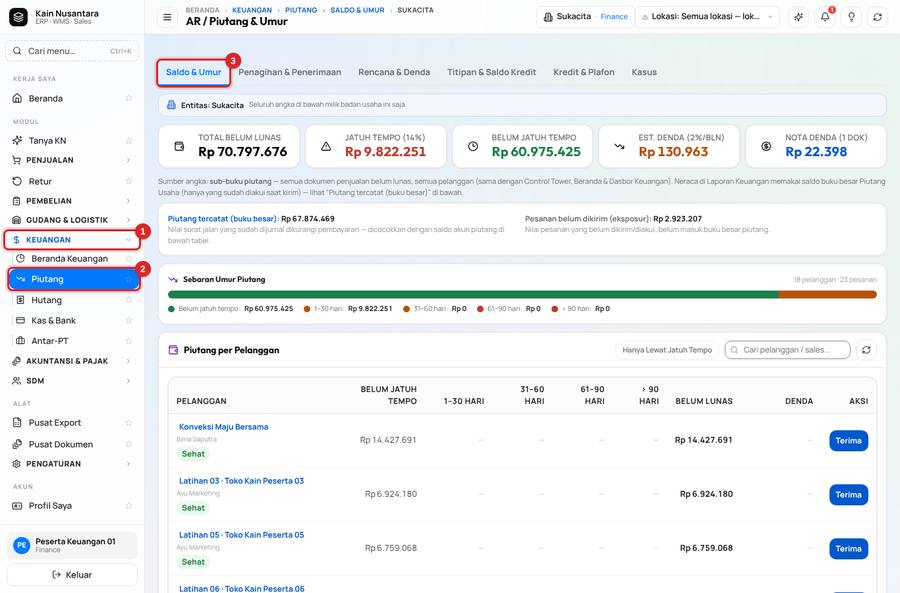 Kain Nusantara
ERP · WMS · Sales
Cari menu...
Ctrl+K
KERJA SAYA
Beranda
MODUL
Tanya KN
PENJUALAN
Retur
PEMBELIAN
GUDANG & LOGISTIK
KEUANGAN
1
Beranda Keuangan
2
Piutang
Hutang
Kas & Bank
Antar-PT
AKUNTANSI & PAJAK
SDM
ALAT
Pusat Export
Pusat Dokumen
PENGATURAN
AKUN
Profil Saya
PE
Peserta Keuangan 01
Finance
Keluar
BERANDA › KEUANGAN › PIUTANG › SALDO & UMUR › SUKACITA
AR / Piutang & Umur
Sukacita · Finance
Lokasi: Semua lokasi — lok...
1
3
Saldo & Umur
Penagihan & Penerimaan
Rencana & Denda
Titipan & Saldo Kredit
Kredit & Plafon
Kasus
Entitas: Sukacita Seluruh angka di bawah milik badan usaha ini saja.
TOTAL BELUM LUNAS
Rp 70.797.676
JATUH TEMPO (14%)
Rp 9.822.251
BELUM JATUH TEMPO
Rp 60.975.425
EST. DENDA (2%/BLN)
Rp 130.963
NOTA DENDA (1 DOK)
Rp 22.398
Sumber angka: sub-buku piutang — semua dokumen penjualan belum lunas, semua pelanggan (sama dengan Control Tower, Beranda & Dasbor Keuangan). Neraca di Laporan Keuangan memakai saldo buku besar Piutang
Usaha (hanya yang sudah diakui saat kirim) — lihat "Piutang tercatat (buku besar)" di bawah.
Piutang tercatat (buku besar): Rp 67.874.469
Nilai surat jalan yang sudah dijurnal dikurangi pembayaran — dicocokkan dengan saldo akun piutang di
bawah tabel.
Pesanan belum dikirim (eksposur): Rp 2.923.207
Nilai pesanan yang belum dikirim/diakui; belum masuk buku besar piutang.
Sebaran Umur Piutang
18 pelanggan · 23 pesanan
Belum jatuh tempo: Rp 60.975.425
1–30 hari: Rp 9.822.251
31–60 hari: Rp 0
61–90 hari: Rp 0
> 90 hari: Rp 0
Piutang per Pelanggan
Hanya Lewat Jatuh Tempo
Cari pelanggan / sales...
PELANGGAN
BELUM JATUH TEMPO
1–30 HARI
31–60 HARI
61–90 HARI
> 90 HARI
BELUM LUNAS
DENDA
AKSI
Konveksi Maju Bersama
Bima Saputra
Sehat
Rp 14.427.691 — — — — Rp 14.427.691 — Terima
Latihan 03 · Toko Kain Peserta 03
Ayu Marketing
Sehat
Rp 6.924.180 — — — — Rp 6.924.180 — Terima
Latihan 05 · Toko Kain Peserta 05
Ayu Marketing
Sehat
Rp 6.759.068 — — — — Rp 6.759.068 — Terima
Latihan 06 · Toko Kain Peserta 06